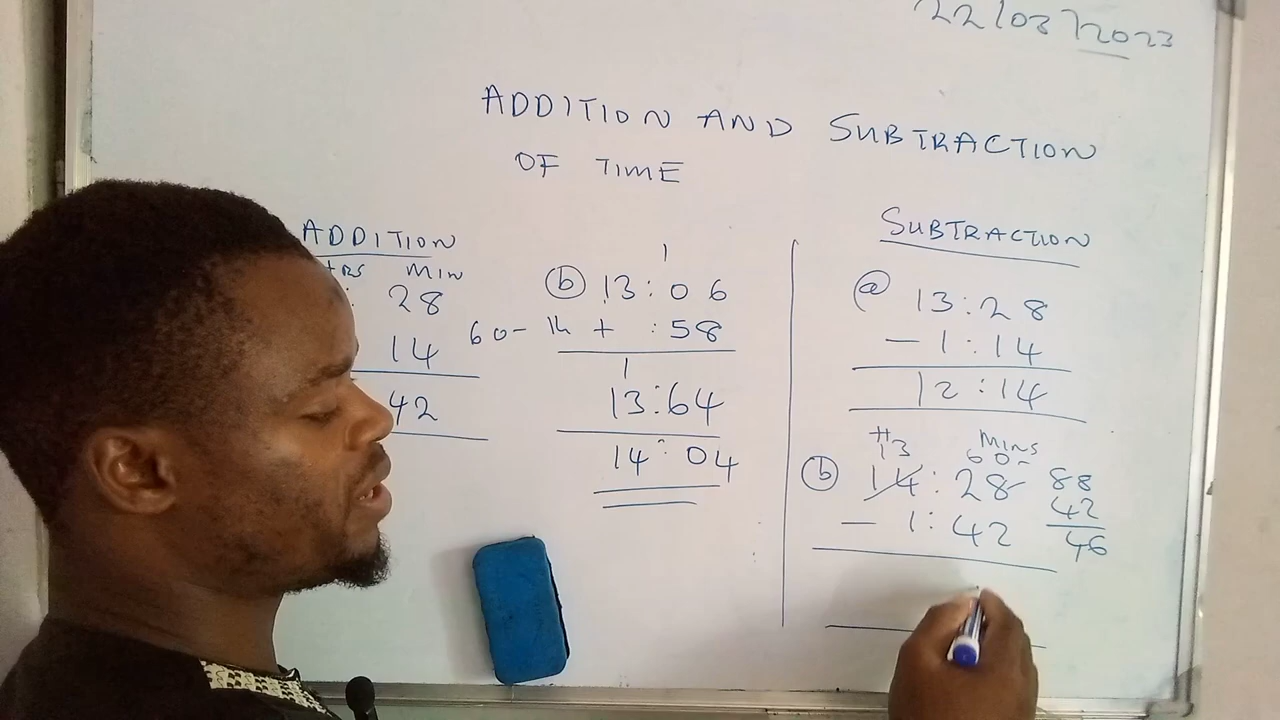 22/03/2023
ADDITION AND SUBTRACTION
OF TIME
ADDITION
HRS MIN
: 28
14
42
1
(b) 13:06
60- 1h + :58
1
13:64
14:04
SUBTRACTION
(a) 13:28
- 1:14
12:14
13 Mins
60-
(b) 14:28 88
- 1:42 42
46